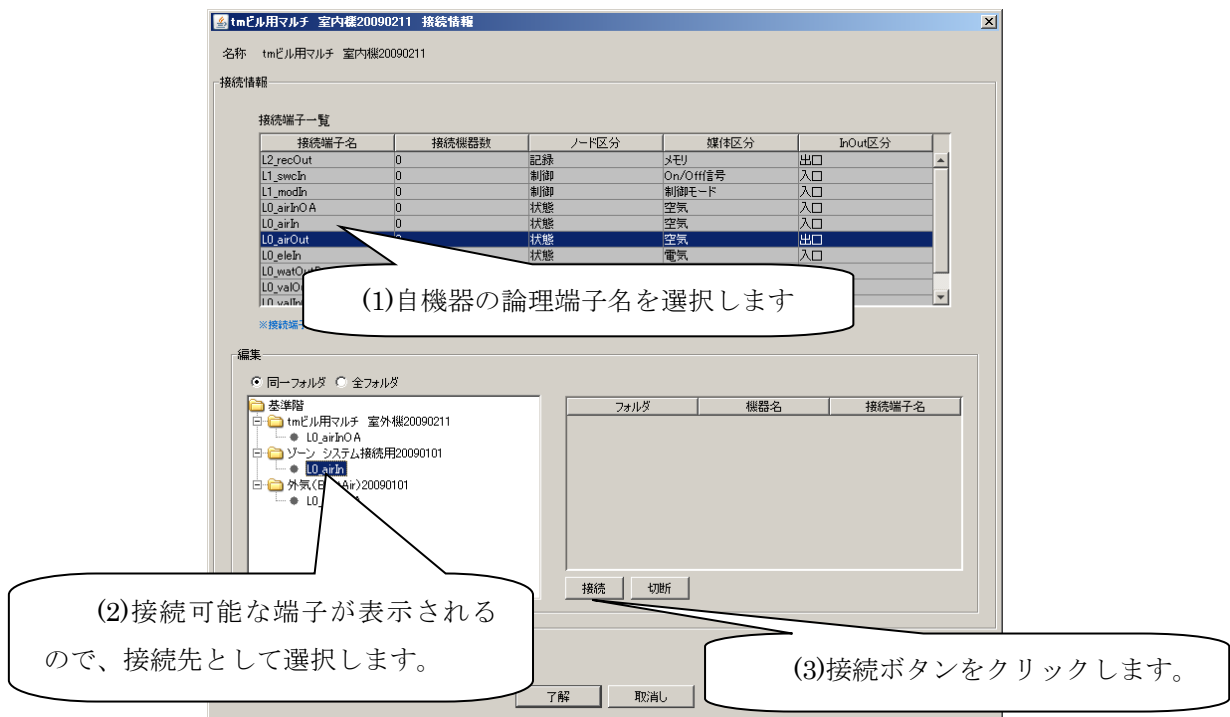 tmビル用マルチ 室内機20090211 接続情報
名称 tmビル用マルチ 室内機20090211
接続情報
接続端子一覧
接続端子名 接続機器数 ノード区分 媒体区分 InOut区分
L2_recOut 0 記録 メモリ 出口
L1_swcIn 0 制御 On/Off信号 入口
L1_modIn 0 制御 制御モード 入口
L0_airInOA 0 状態 空気 入口
L0_airIn 0 状態 空気 入口
L0_airOut 状態 空気 出口
L0_eleIn 状態 電気 入口
(1)自機器の論理端子名を選択します
※接続端子
編集
同一フォルダ 全フォルダ
基準階
tmビル用マルチ 室外機20090211
L0_airInOA
ゾーン システム接続用20090101
L0_airIn
フォルダ 機器名 接続端子名
接続 切断
(2)接続可能な端子が表示される
ので、接続先として選択します。
(3)接続ボタンをクリックします。
了解 取消し